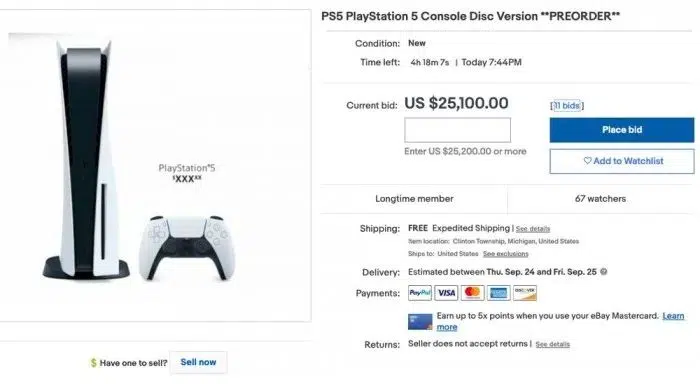 PS5 PlayStation 5 Console Disc Version **PREORDER**
Condition: New
Time left: 4h 18m 7s | Today 7:44PM
Current bid: US $25,100.00 [11 bids]
Place bid
Enter US $25,200.00 or more
Add to Watchlist
PlayStation®5
$XXXXX
Longtime member 67 watchers
Shipping: FREE Expedited Shipping | See details
Item location: Clinton Township, Michigan, United States
Ships to: United States See exclusions
Delivery: Estimated between Thu. Sep. 24 and Fri. Sep. 25
Payments: PayPal VISA MasterCard DISCOVER
Earn up to 5x points when you use your eBay Mastercard. Learn
more
Returns: Seller does not accept returns | See details
$ Have one to sell? Sell now